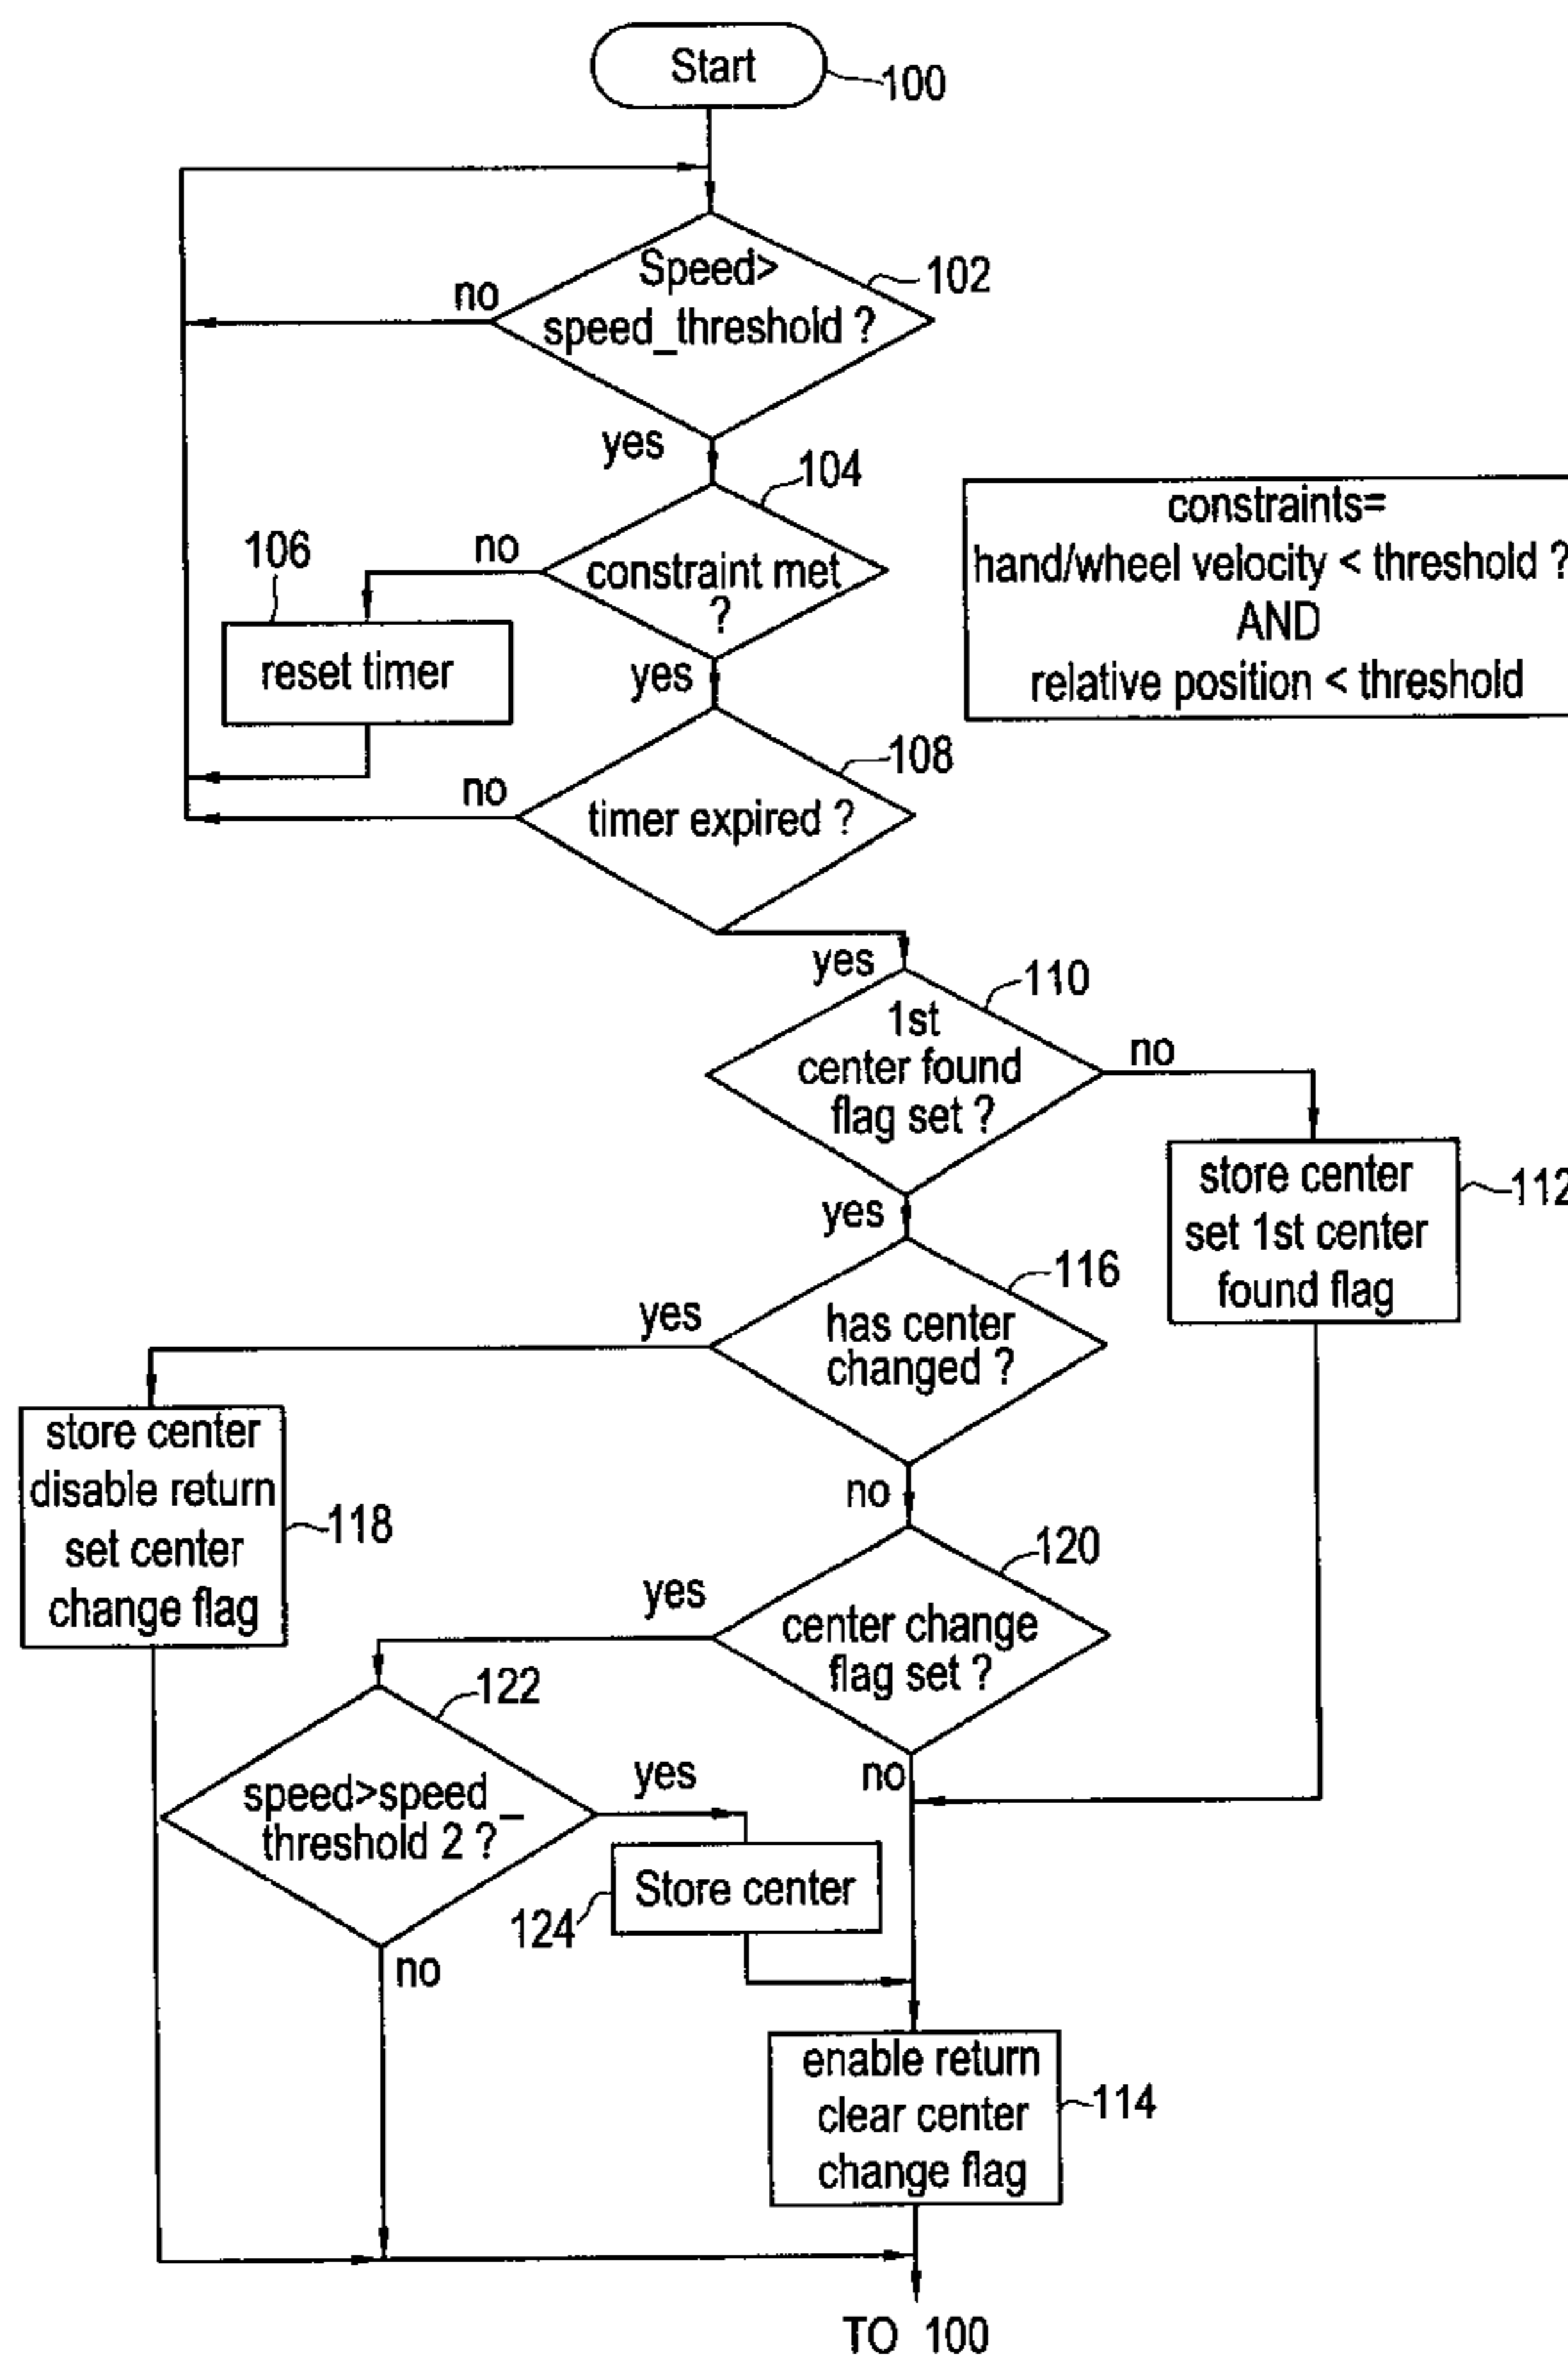 Start
100
Speed>
speed_threshold ?
102
no
yes
104
constraint met
?
no
106
reset timer
yes
constraints=
hand/wheel velocity < threshold ?
AND
relative position < threshold
108
timer expired ?
no
yes
110
1st
center found
flag set ?
no
112
store center
set 1st center
found flag
yes
116
has center
changed ?
yes
store center
disable return
set center
change flag
118
no
120
center change
flag set ?
yes
122
speed>speed_
threshold 2 ?
yes
no
Store center
124
no
enable return
clear center
change flag
114
TO 100